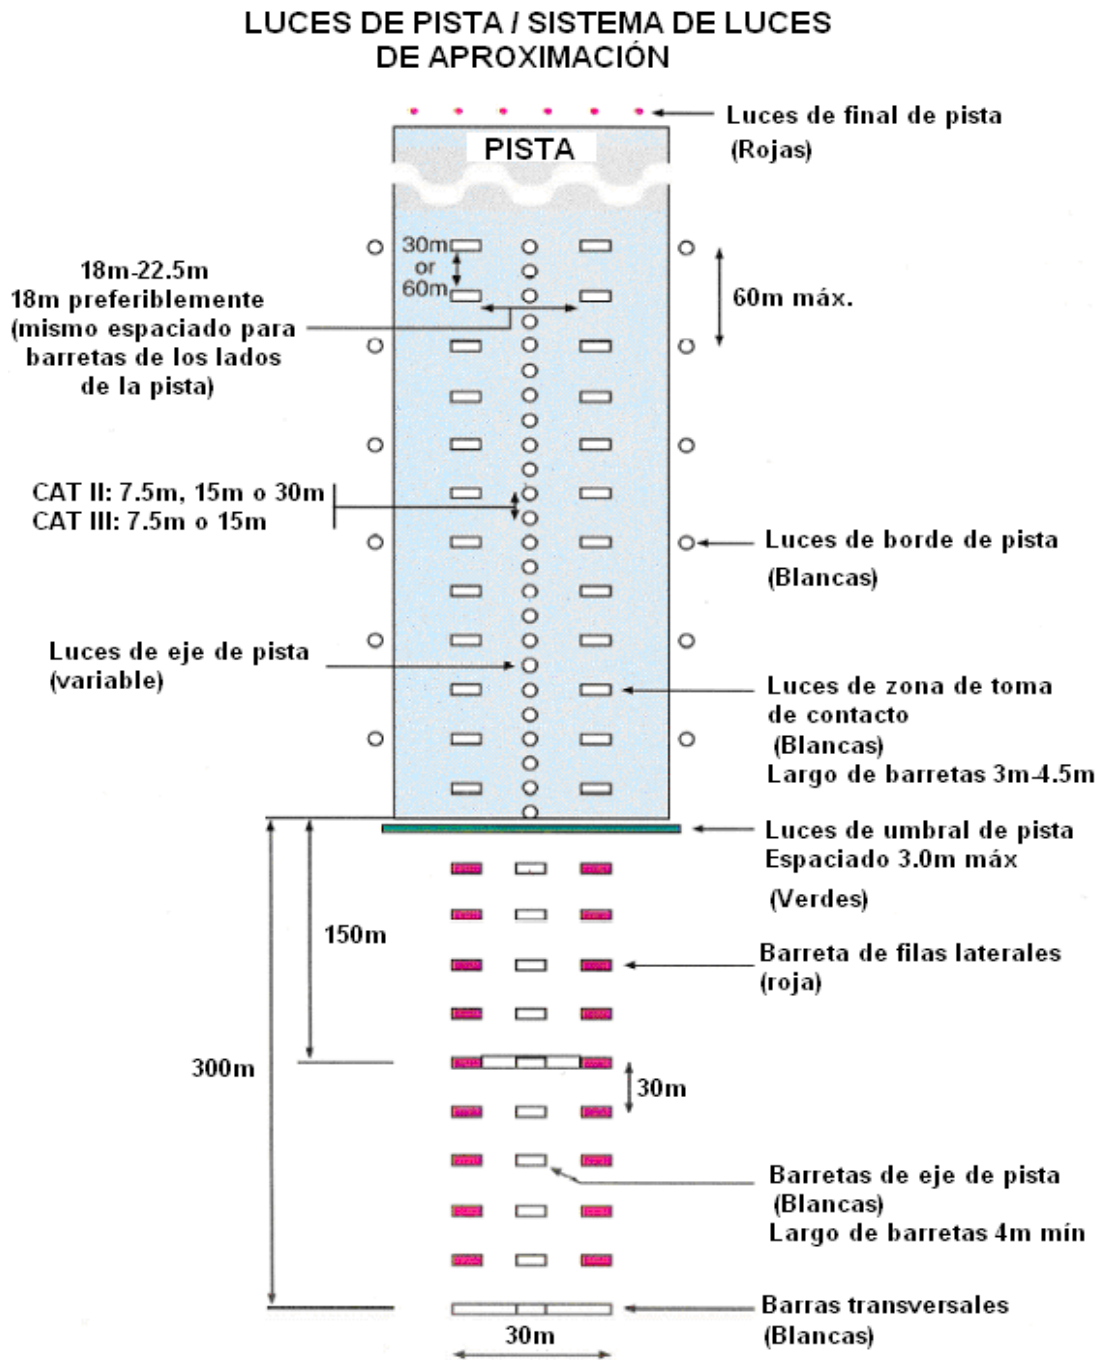 LUCES DE PISTA / SISTEMA DE LUCES
DE APROXIMACIÓN
Luces de final de pista
(Rojas)
PISTA
30m
or
60m
18m-22.5m
18m preferiblemente
(mismo espaciado para
barretas de los lados
de la pista)
60m máx.
CAT II: 7.5m, 15m o 30m
CAT III: 7.5m o 15m
Luces de borde de pista
(Blancas)
Luces de eje de pista
(variable)
Luces de zona de toma
de contacto
(Blancas)
Largo de barretas 3m-4.5m
Luces de umbral de pista
Espaciado 3.0m máx
(Verdes)
150m
Barreta de filas laterales
(roja)
300m
30m
Barretas de eje de pista
(Blancas)
Largo de barretas 4m mín
Barras transversales
(Blancas)
30m